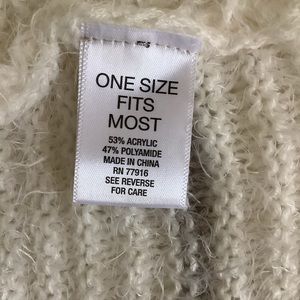 ONE SIZE
FITS
MOST
53% ACRYLIC
47% POLYAMIDE
MADE IN CHINA
RN 77916
SEE REVERSE
FOR CARE